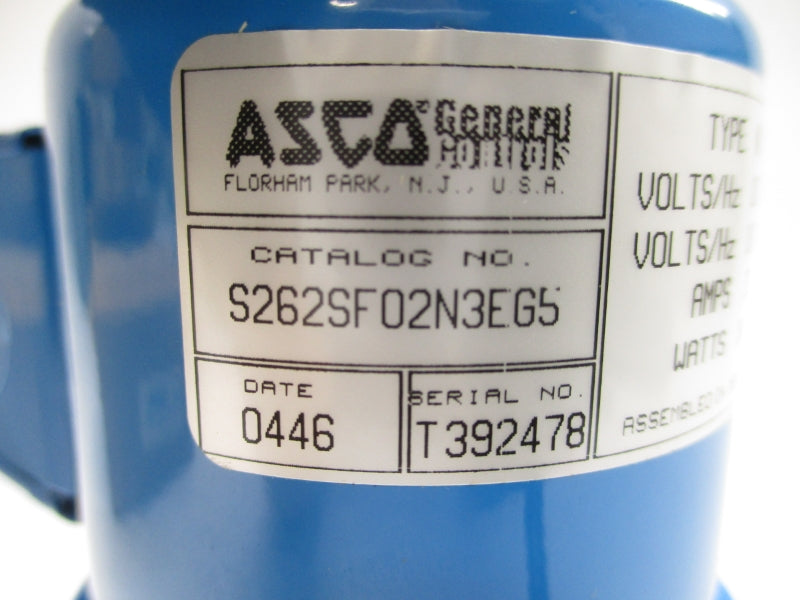 ASCO General
Controls
FLORHAM PARK, N.J., U.S.A.
CATALOG NO.
S262SF02N3EG5
DATE
0446
SERIAL NO.
T392478
TYPE
VOLTS/Hz
VOLTS/Hz
AMPS
WATTS
ASSEMBLED